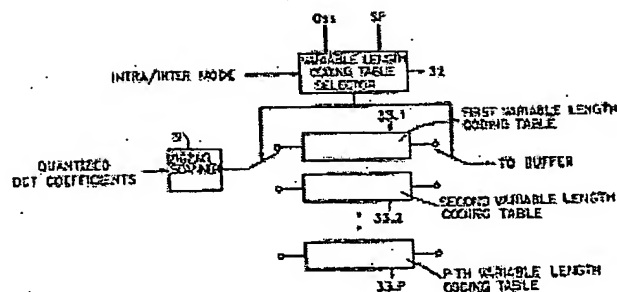 Qss SP
INTRA/INTER MODE
VARIABLE LENGTH
CODING TABLE
SELECTOR
32
33.1
FIRST VARIABLE LENGTH
CODING TABLE
31
QUANTIZED
DCT COEFFICIENTS
TO BUFFER
SECOND VARIABLE LENGTH
CODING TABLE
33.2
P-TH VARIABLE LENGTH
CODING TABLE
33.P